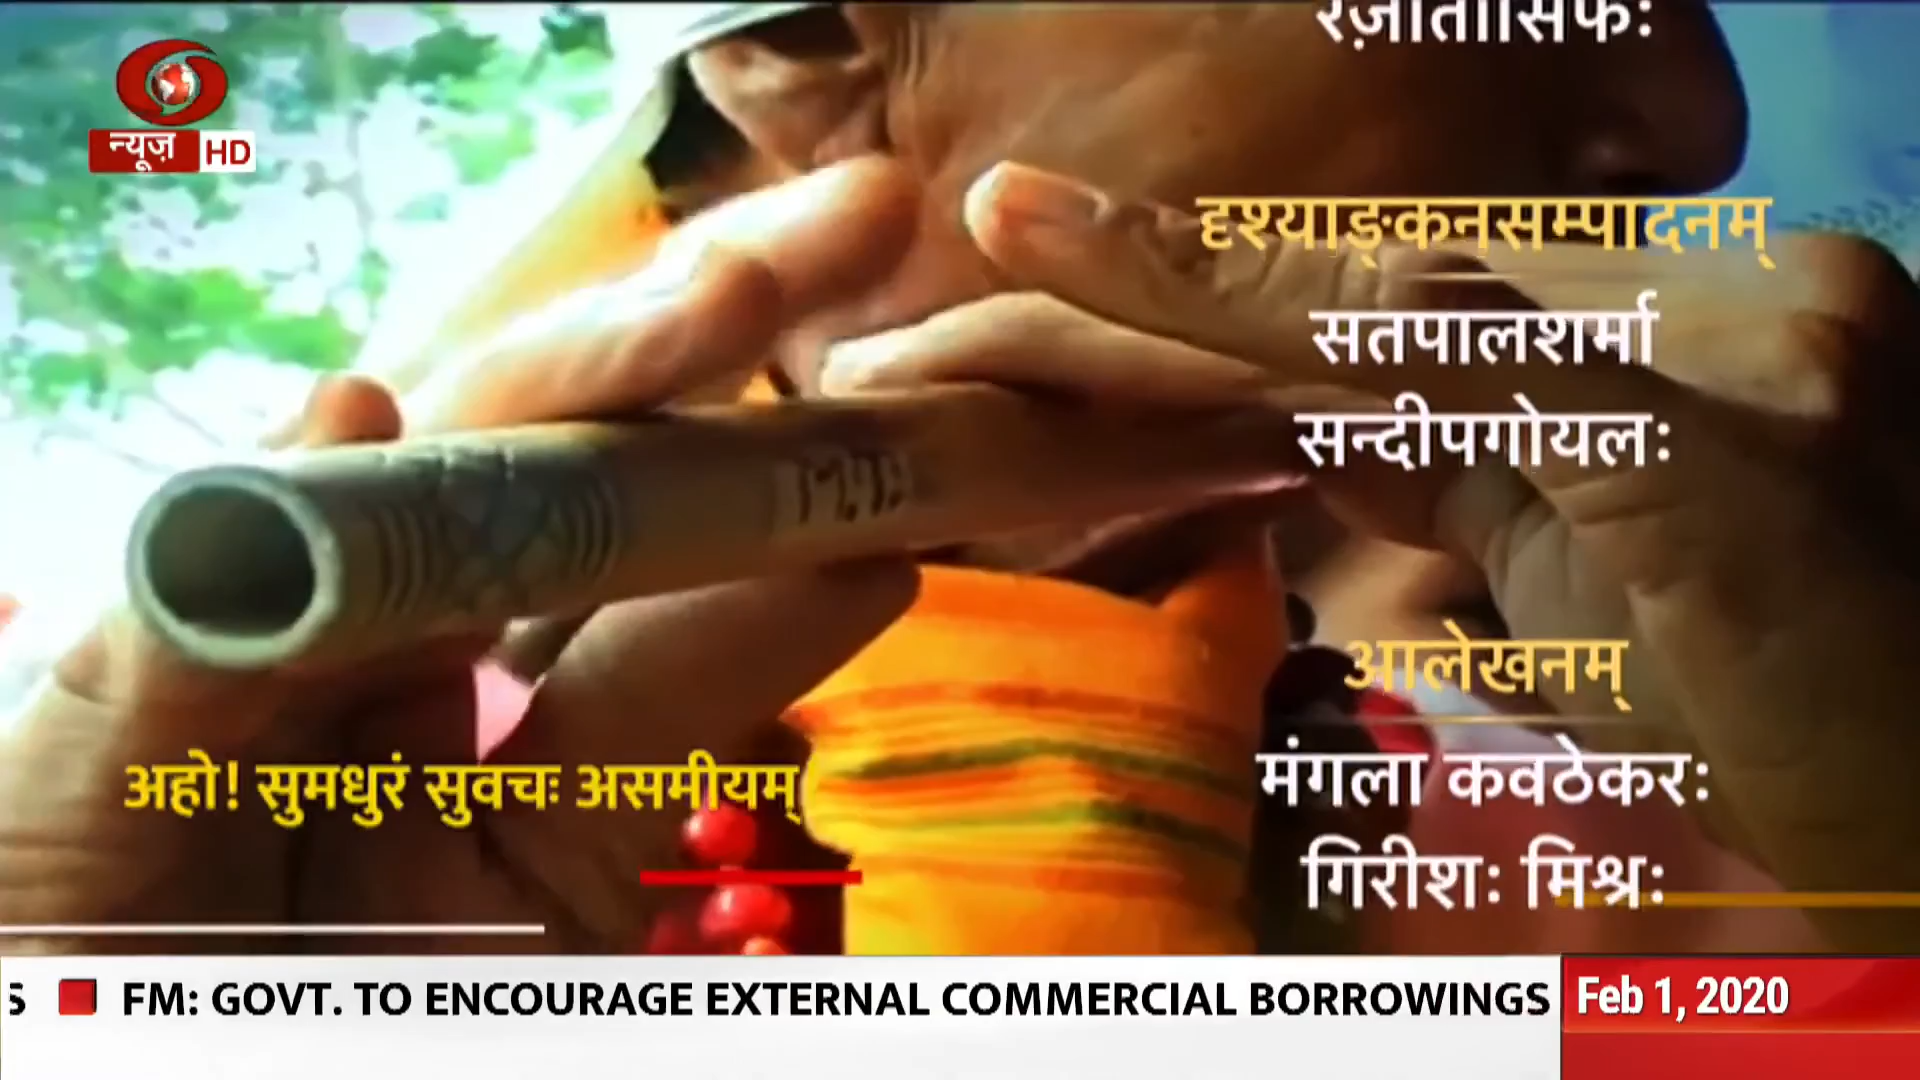 रज़ातासिफः
न्यूज़ HD
दृश्याङ्कनसम्पादनम्
सतपालशर्मा
सन्दीपगोयलः
आलेखनम्
अहो! सुमधुरं सुवचः असमीयम्
मंगला कवठेकरः
गिरीशः मिश्रः
S FM: GOVT. TO ENCOURAGE EXTERNAL COMMERCIAL BORROWINGS
Feb 1, 2020